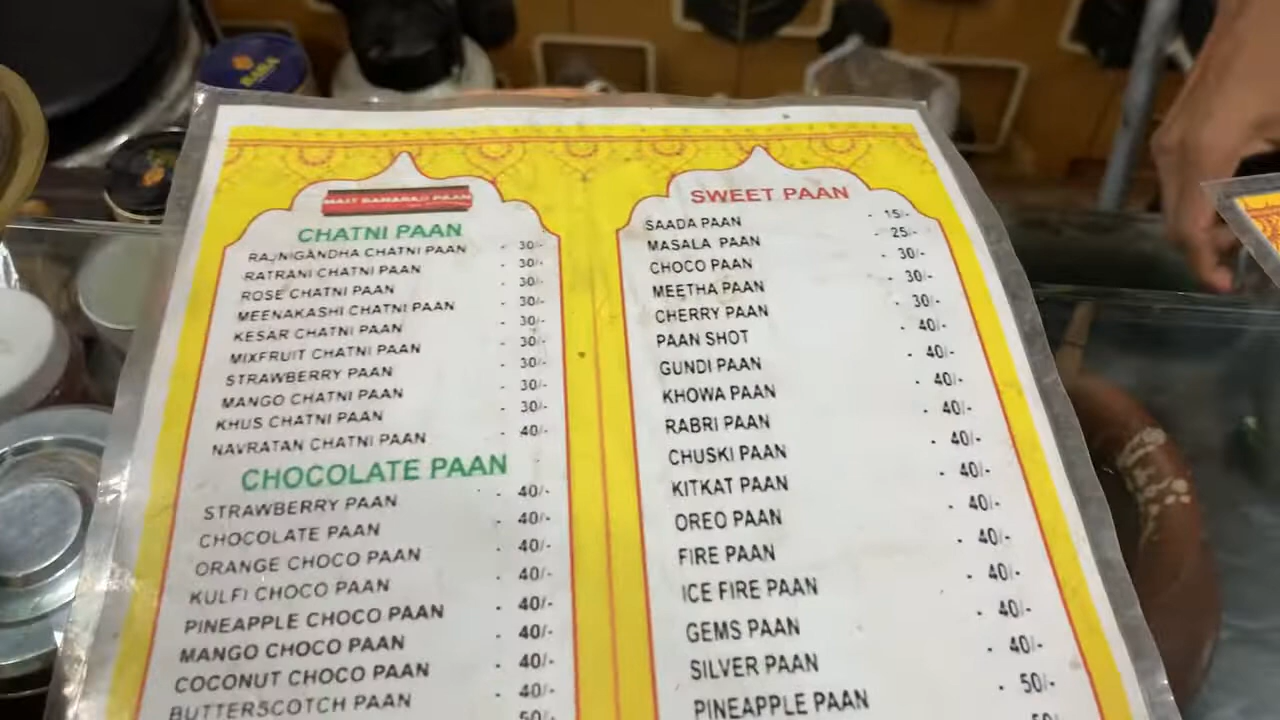 MAST BANARASI PAAN
CHATNI PAAN
RAJNIGANDHA CHATNI PAAN - 30/-
RATRANI CHATNI PAAN - 30/-
ROSE CHATNI PAAN - 30/-
MEENAKASHI CHATNI PAAN - 30/-
KESAR CHATNI PAAN - 30/-
MIXFRUIT CHATNI PAAN - 30/-
STRAWBERRY PAAN - 30/-
MANGO CHATNI PAAN - 30/-
KHUS CHATNI PAAN - 30/-
NAVRATAN CHATNI PAAN - 40/-
CHOCOLATE PAAN
STRAWBERRY PAAN - 40/-
CHOCOLATE PAAN - 40/-
ORANGE CHOCO PAAN - 40/-
KULFI CHOCO PAAN - 40/-
PINEAPPLE CHOCO PAAN - 40/-
MANGO CHOCO PAAN - 40/-
COCONUT CHOCO PAAN - 40/-
BUTTERSCOTCH PAAN - 40/-
50/-
SWEET PAAN
SAADA PAAN - 15/-
MASALA PAAN - 25/-
CHOCO PAAN - 30/-
MEETHA PAAN - 30/-
CHERRY PAAN - 30/-
PAAN SHOT - 40/-
GUNDI PAAN - 40/-
KHOWA PAAN - 40/-
RABRI PAAN - 40/-
CHUSKI PAAN - 40/-
KITKAT PAAN - 40/-
OREO PAAN - 40/-
FIRE PAAN - 40/-
ICE FIRE PAAN - 40/-
GEMS PAAN - 40/-
SILVER PAAN - 40/-
PINEAPPLE PAAN - 50/-
50/-
BABA